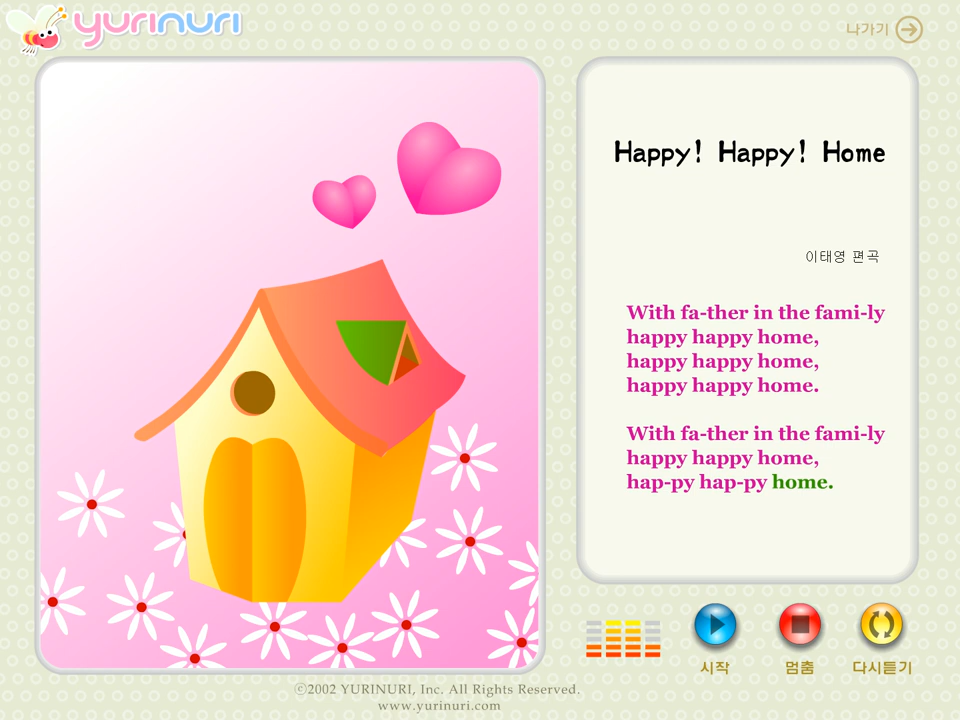 yurinuri
나가기
Happy! Happy! Home
이태영 편곡
With fa-ther in the fami-ly
happy happy home,
happy happy home,
happy happy home.
With fa-ther in the fami-ly
happy happy home,
hap-py hap-py home.
시작
멈춤
다시듣기
©2002 YURINURI, Inc. All Rights Reserved.
www.yurinuri.com